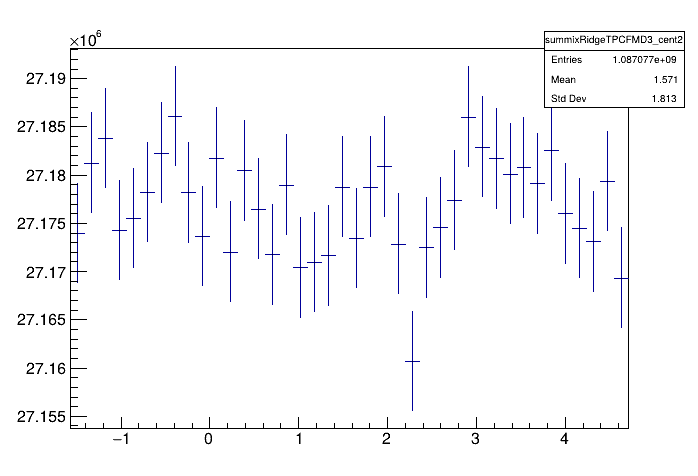 ×10⁶
summixRidgeTPCFMD3_cent2
Entries 1.087077e+09
Mean 1.571
Std Dev 1.813
27.19
27.185
27.18
27.175
27.17
27.165
27.16
27.155
−1 0 1 2 3 4